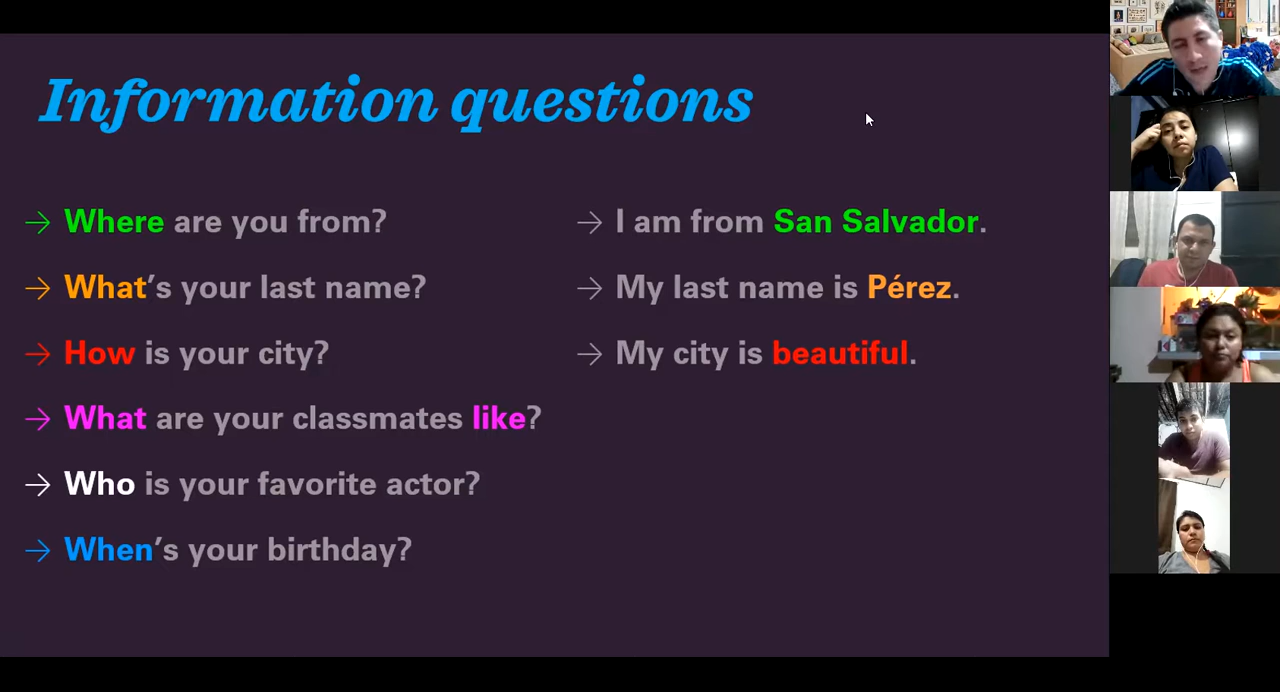 Information questions
→ Where are you from?
→ I am from San Salvador.
→ What’s your last name?
→ My last name is Pérez.
→ How is your city?
→ My city is beautiful.
→ What are your classmates like?
→ Who is your favorite actor?
→ When’s your birthday?